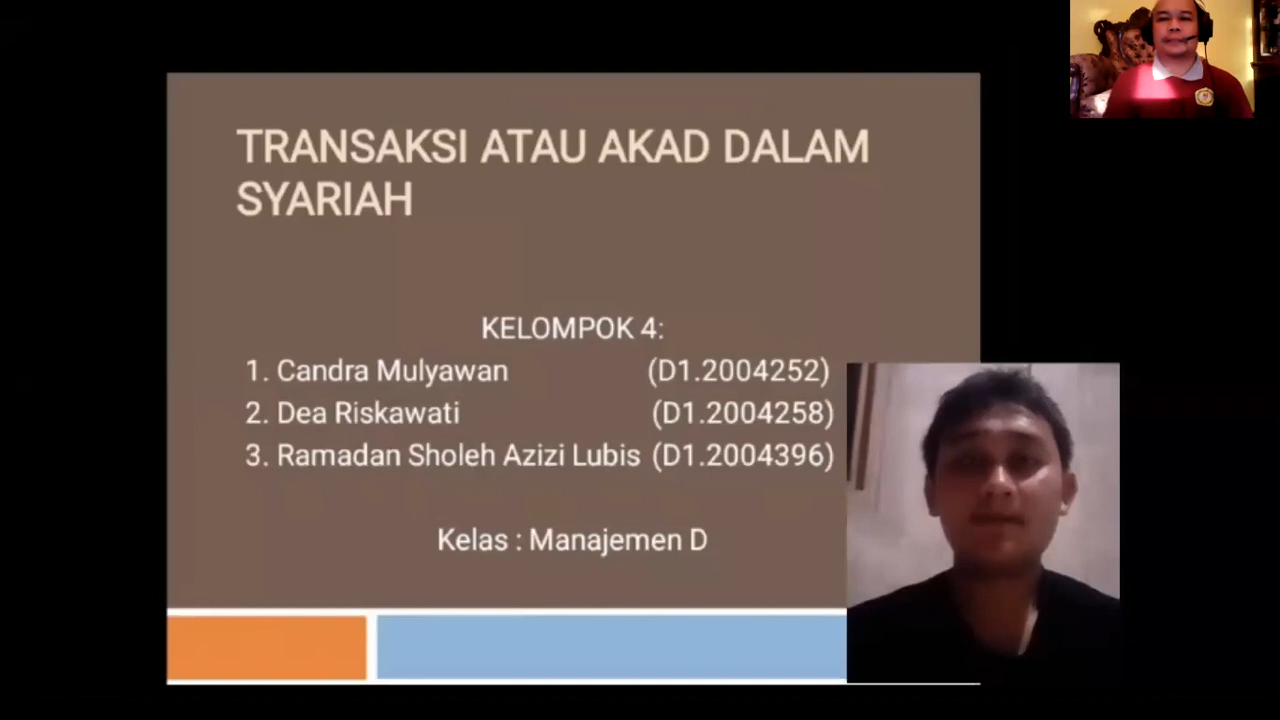 TRANSAKSI ATAU AKAD DALAM
SYARIAH
KELOMPOK 4:
1. Candra Mulyawan (D1.2004252)
2. Dea Riskawati (D1.2004258)
3. Ramadan Sholeh Azizi Lubis (D1.2004396)
Kelas : Manajemen D